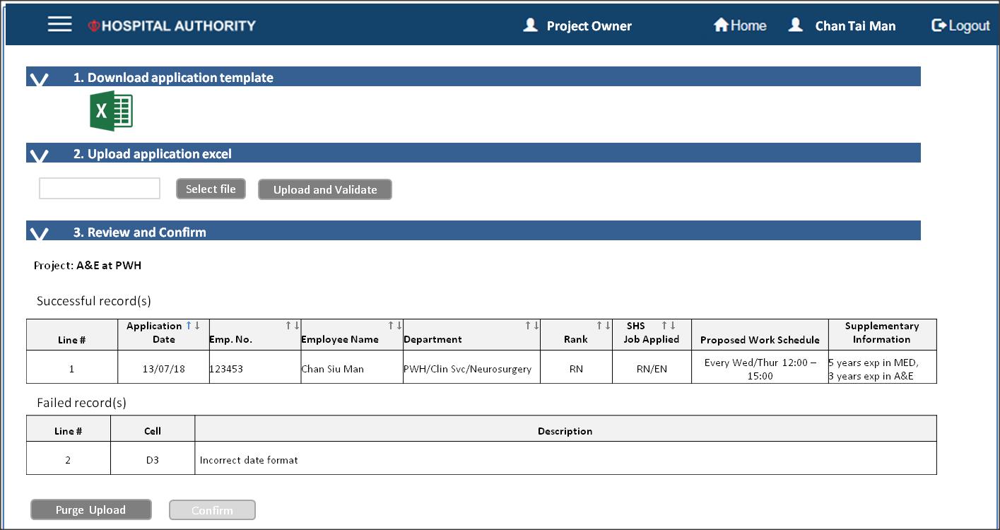 HOSPITAL AUTHORITY Project Owner Home Chan Tai Man Logout
1. Download application template
X
2. Upload application excel
Select file Upload and Validate
3. Review and Confirm
Project: A&E at PWH
Successful record(s)
Line # Application ↑↓ Date Emp. No. ↑↓ Employee Name ↑↓ Department ↑↓ Rank ↑↓ SHS ↑↓ Job Applied Proposed Work Schedule Supplementary Information
1 13/07/18 123453 Chan Siu Man PWH/Clin Svc/Neurosurgery RN RN/EN Every Wed/Thur 12:00 – 15:00 5 years exp in MED, 3 years exp in A&E
Failed record(s)
Line # Cell Description
2 D3 Incorrect date format
Purge Upload Confirm